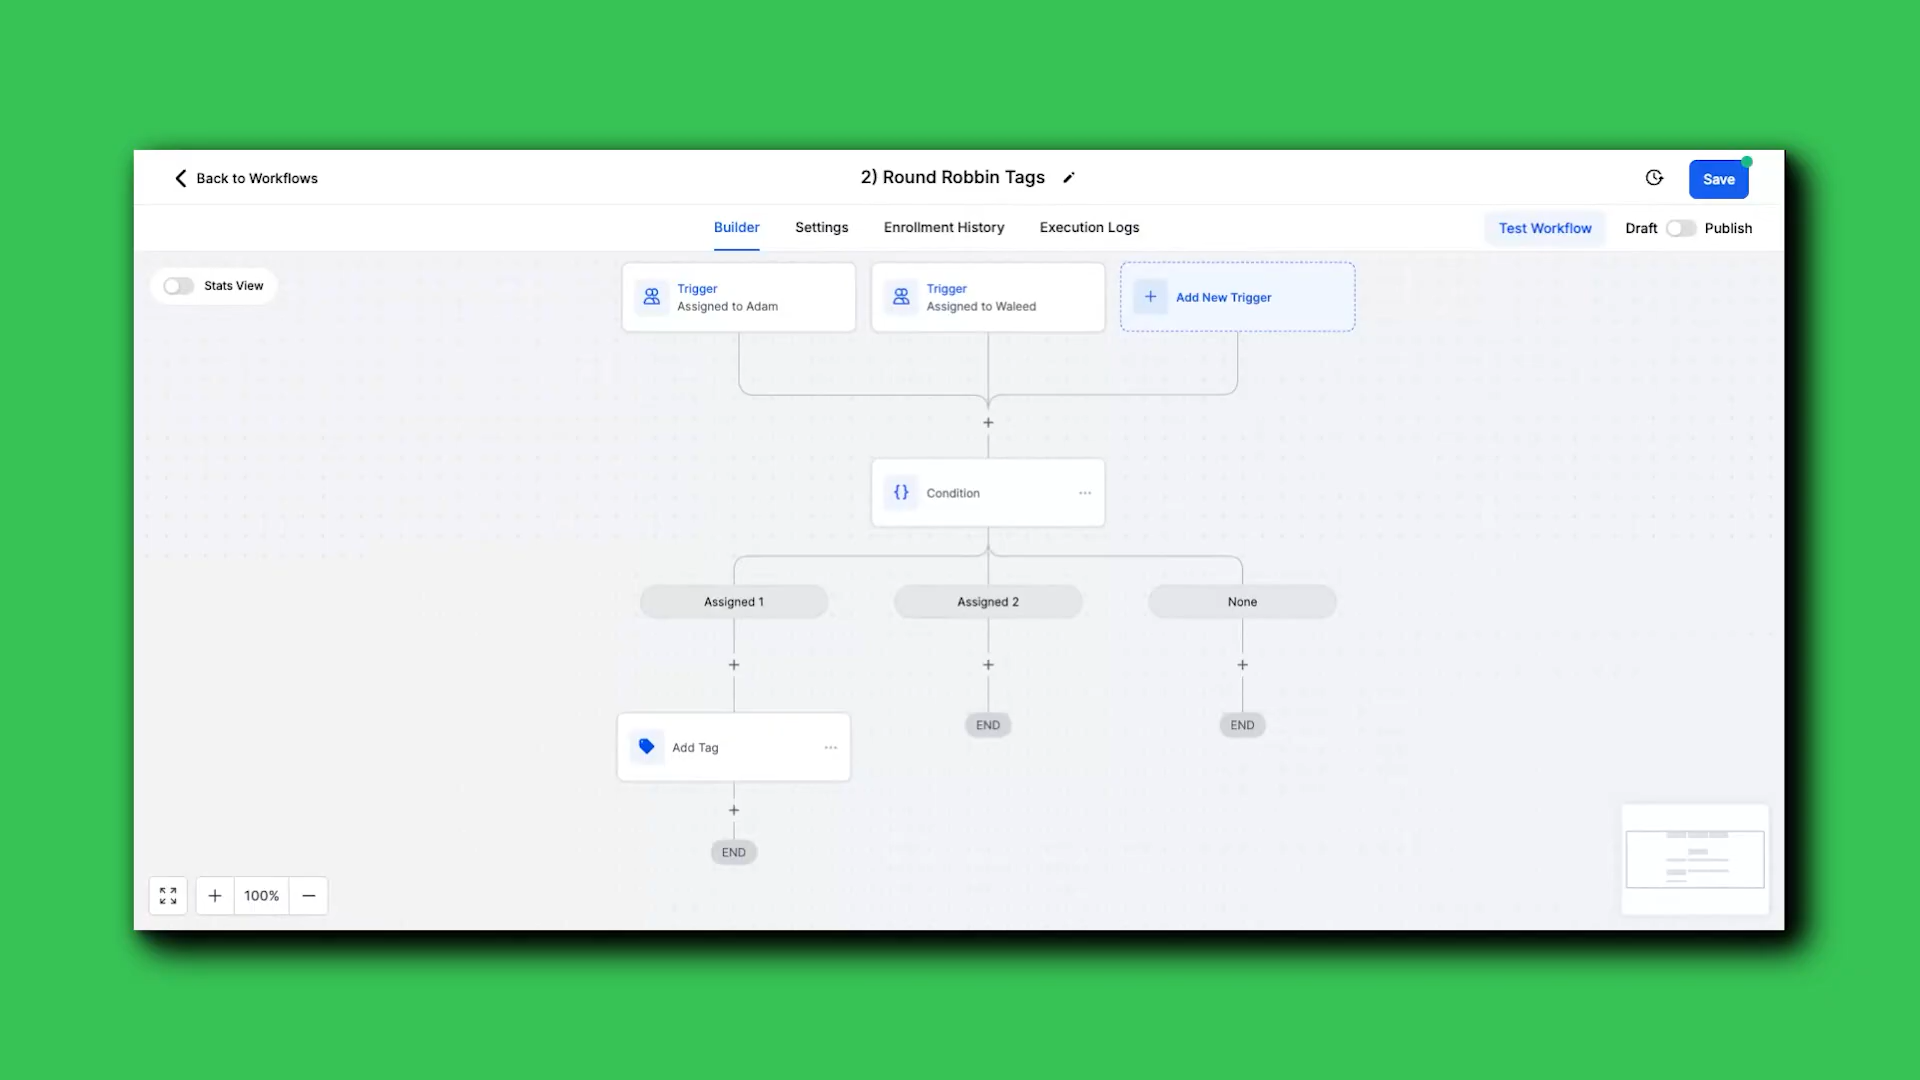 Back to Workflows
2) Round Robbin Tags
Save
Builder
Settings
Enrollment History
Execution Logs
Test Workflow
Draft
Publish
Stats View
Trigger
Assigned to Adam
Trigger
Assigned to Waleed
Add New Trigger
Condition
Assigned 1
Assigned 2
None
END
END
Add Tag
END
100%